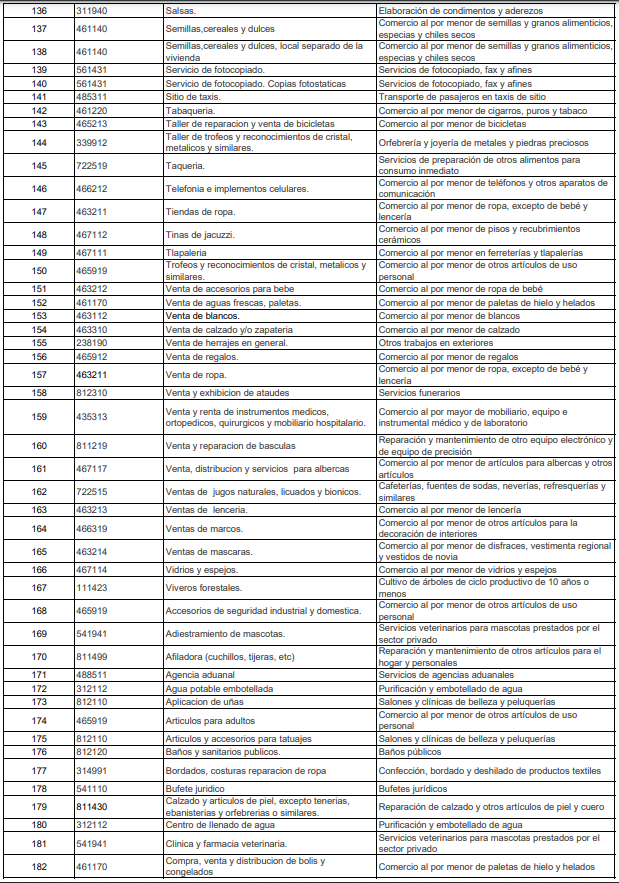 136 311940 Salsas. Elaboración de condimentos y aderezos
137 461140 Semillas,cereales y dulces Comercio al por menor de semillas y granos alimenticios,
especias y chiles secos
138 461140 Semillas,cereales y dulces, local separado de la
vivienda Comercio al por menor de semillas y granos alimenticios,
especias y chiles secos
139 561431 Servicio de fotocopiado. Servicios de fotocopiado, fax y afines
140 561431 Servicio de fotocopiado. Copias fotostaticas Servicios de fotocopiado, fax y afines
141 485311 Sitio de taxis. Transporte de pasajeros en taxis de sitio
142 461220 Tabaqueria. Comercio al por menor de cigarros, puros y tabaco
143 465213 Taller de reparacion y venta de bicicletas Comercio al por menor de bicicletas
144 339912 Taller de trofeos y reconocimientos de cristal,
metalicos y similares. Orfebrería y joyería de metales y piedras preciosos
145 722519 Taqueria. Servicios de preparación de otros alimentos para
consumo inmediato
146 466212 Telefonia e implementos celulares. Comercio al por menor de teléfonos y otros aparatos de
comunicación
147 463211 Tiendas de ropa. Comercio al por menor de ropa, excepto de bebé y
lencería
148 467112 Tinas de jacuzzi. Comercio al por menor de pisos y recubrimientos
cerámicos
149 467111 Tlapaleria Comercio al por menor en ferreterías y tlapalerías
150 465919 Trofeos y reconocimientos de cristal, metalicos y
similares. Comercio al por menor de otros artículos de uso
personal
151 463212 Venta de accesorios para bebe Comercio al por menor de ropa de bebé
152 461170 Venta de aguas frescas, paletas. Comercio al por menor de paletas de hielo y helados
153 463112 Venta de blancos. Comercio al por menor de blancos
154 463310 Venta de calzado y/o zapateria Comercio al por menor de calzado
155 238190 Venta de herrajes en general. Otros trabajos en exteriores
156 465912 Venta de regalos. Comercio al por menor de regalos
157 463211 Venta de ropa. Comercio al por menor de ropa, excepto de bebé y
lencería
158 812310 Venta y exhibicion de ataudes Servicios funerarios
159 435313 Venta y renta de instrumentos medicos,
ortopedicos, quirurgicos y mobiliario hospitalario. Comercio al por mayor de mobiliario, equipo e
instrumental médico y de laboratorio
160 811219 Venta y reparacion de basculas Reparación y mantenimiento de otro equipo electrónico y
de equipo de precisión
161 467117 Venta, distribucion y servicios para albercas Comercio al por menor de artículos para albercas y otros
artículos
162 722515 Ventas de jugos naturales, licuados y bionicos. Cafeterías, fuentes de sodas, neverías, refresquerías y
similares
163 463213 Ventas de lenceria. Comercio al por menor de lencería
164 466319 Ventas de marcos. Comercio al por menor de otros artículos para la
decoración de interiores
165 463214 Ventas de mascaras. Comercio al por menor de disfraces, vestimenta regional
y vestidos de novia
166 467114 Vidrios y espejos. Comercio al por menor de vidrios y espejos
167 111423 Viveros forestales. Cultivo de árboles de ciclo productivo de 10 años o
menos
168 465919 Accesorios de seguridad industrial y domestica. Comercio al por menor de otros artículos de uso
personal
169 541941 Adiestramiento de mascotas. Servicios veterinarios para mascotas prestados por el
sector privado
170 811499 Afiladora (cuchillos, tijeras, etc) Reparación y mantenimiento de otros artículos para el
hogar y personales
171 488511 Agencia aduanal Servicios de agencias aduanales
172 312112 Agua potable embotellada Purificación y embotellado de agua
173 812110 Aplicacion de uñas Salones y clínicas de belleza y peluquerías
174 465919 Articulos para adultos Comercio al por menor de otros artículos de uso
personal
175 812110 Articulos y accesorios para tatuajes Salones y clínicas de belleza y peluquerías
176 812120 Baños y sanitarios publicos. Baños públicos
177 314991 Bordados, costuras reparacion de ropa Confección, bordado y deshilado de productos textiles
178 541110 Bufete juridico Bufetes jurídicos
179 811430 Calzado y articulos de piel, excepto tenerias,
ebanisterias y orfebrerias o similares. Reparación de calzado y otros artículos de piel y cuero
180 312112 Centro de llenado de agua Purificación y embotellado de agua
181 541941 Clinica y farmacia veterinaria. Servicios veterinarios para mascotas prestados por el
sector privado
182 461170 Compra, venta y distribucion de bolis y
congelados Comercio al por menor de paletas de hielo y helados